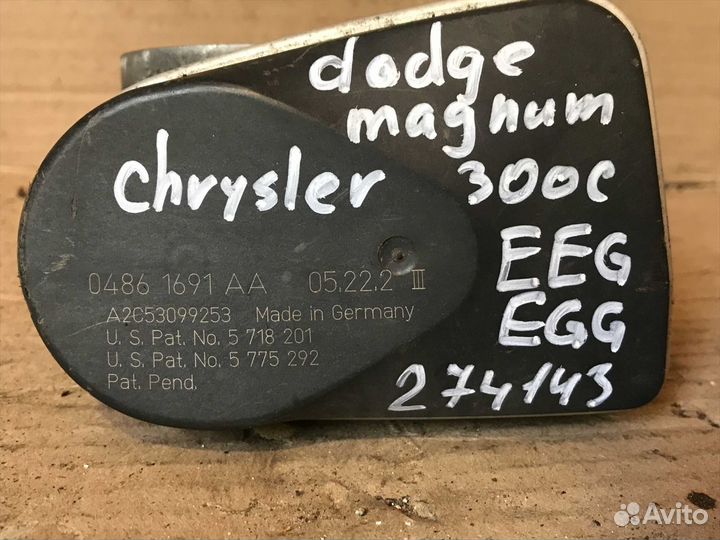 dodge
magnum
chrysler 300c
EEG
EGG
274143
0486 1691 AA 05.22.2 III
A2C53099253 Made in Germany
U. S. Pat. No. 5 718 201
U. S. Pat. No. 5 775 292
Pat. Pend.
Avito